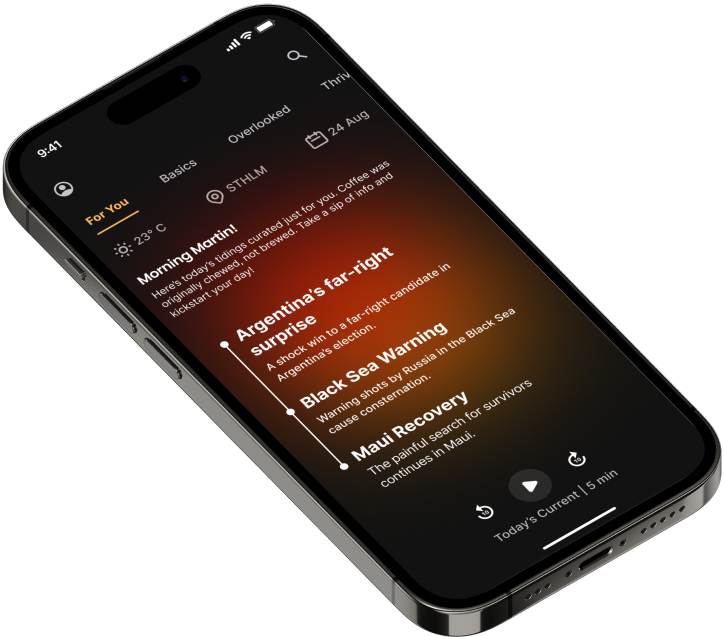 9:41
For You
Basics
Overlooked
Thriv
23° C
STHLM
24 Aug
Morning Martin!
Here's today's tidings curated just for you. Coffee was
originally chewed, not brewed. Take a sip of info and
kickstart your day!
Argentina's far-right
surprise
A shock win to a far-right candidate in
Argentina's election.
Black Sea Warning
Warning shots by Russia in the Black Sea
cause consternation.
Maui Recovery
The painful search for survivors
continues in Maui.
10
10
Today's Current | 5 min